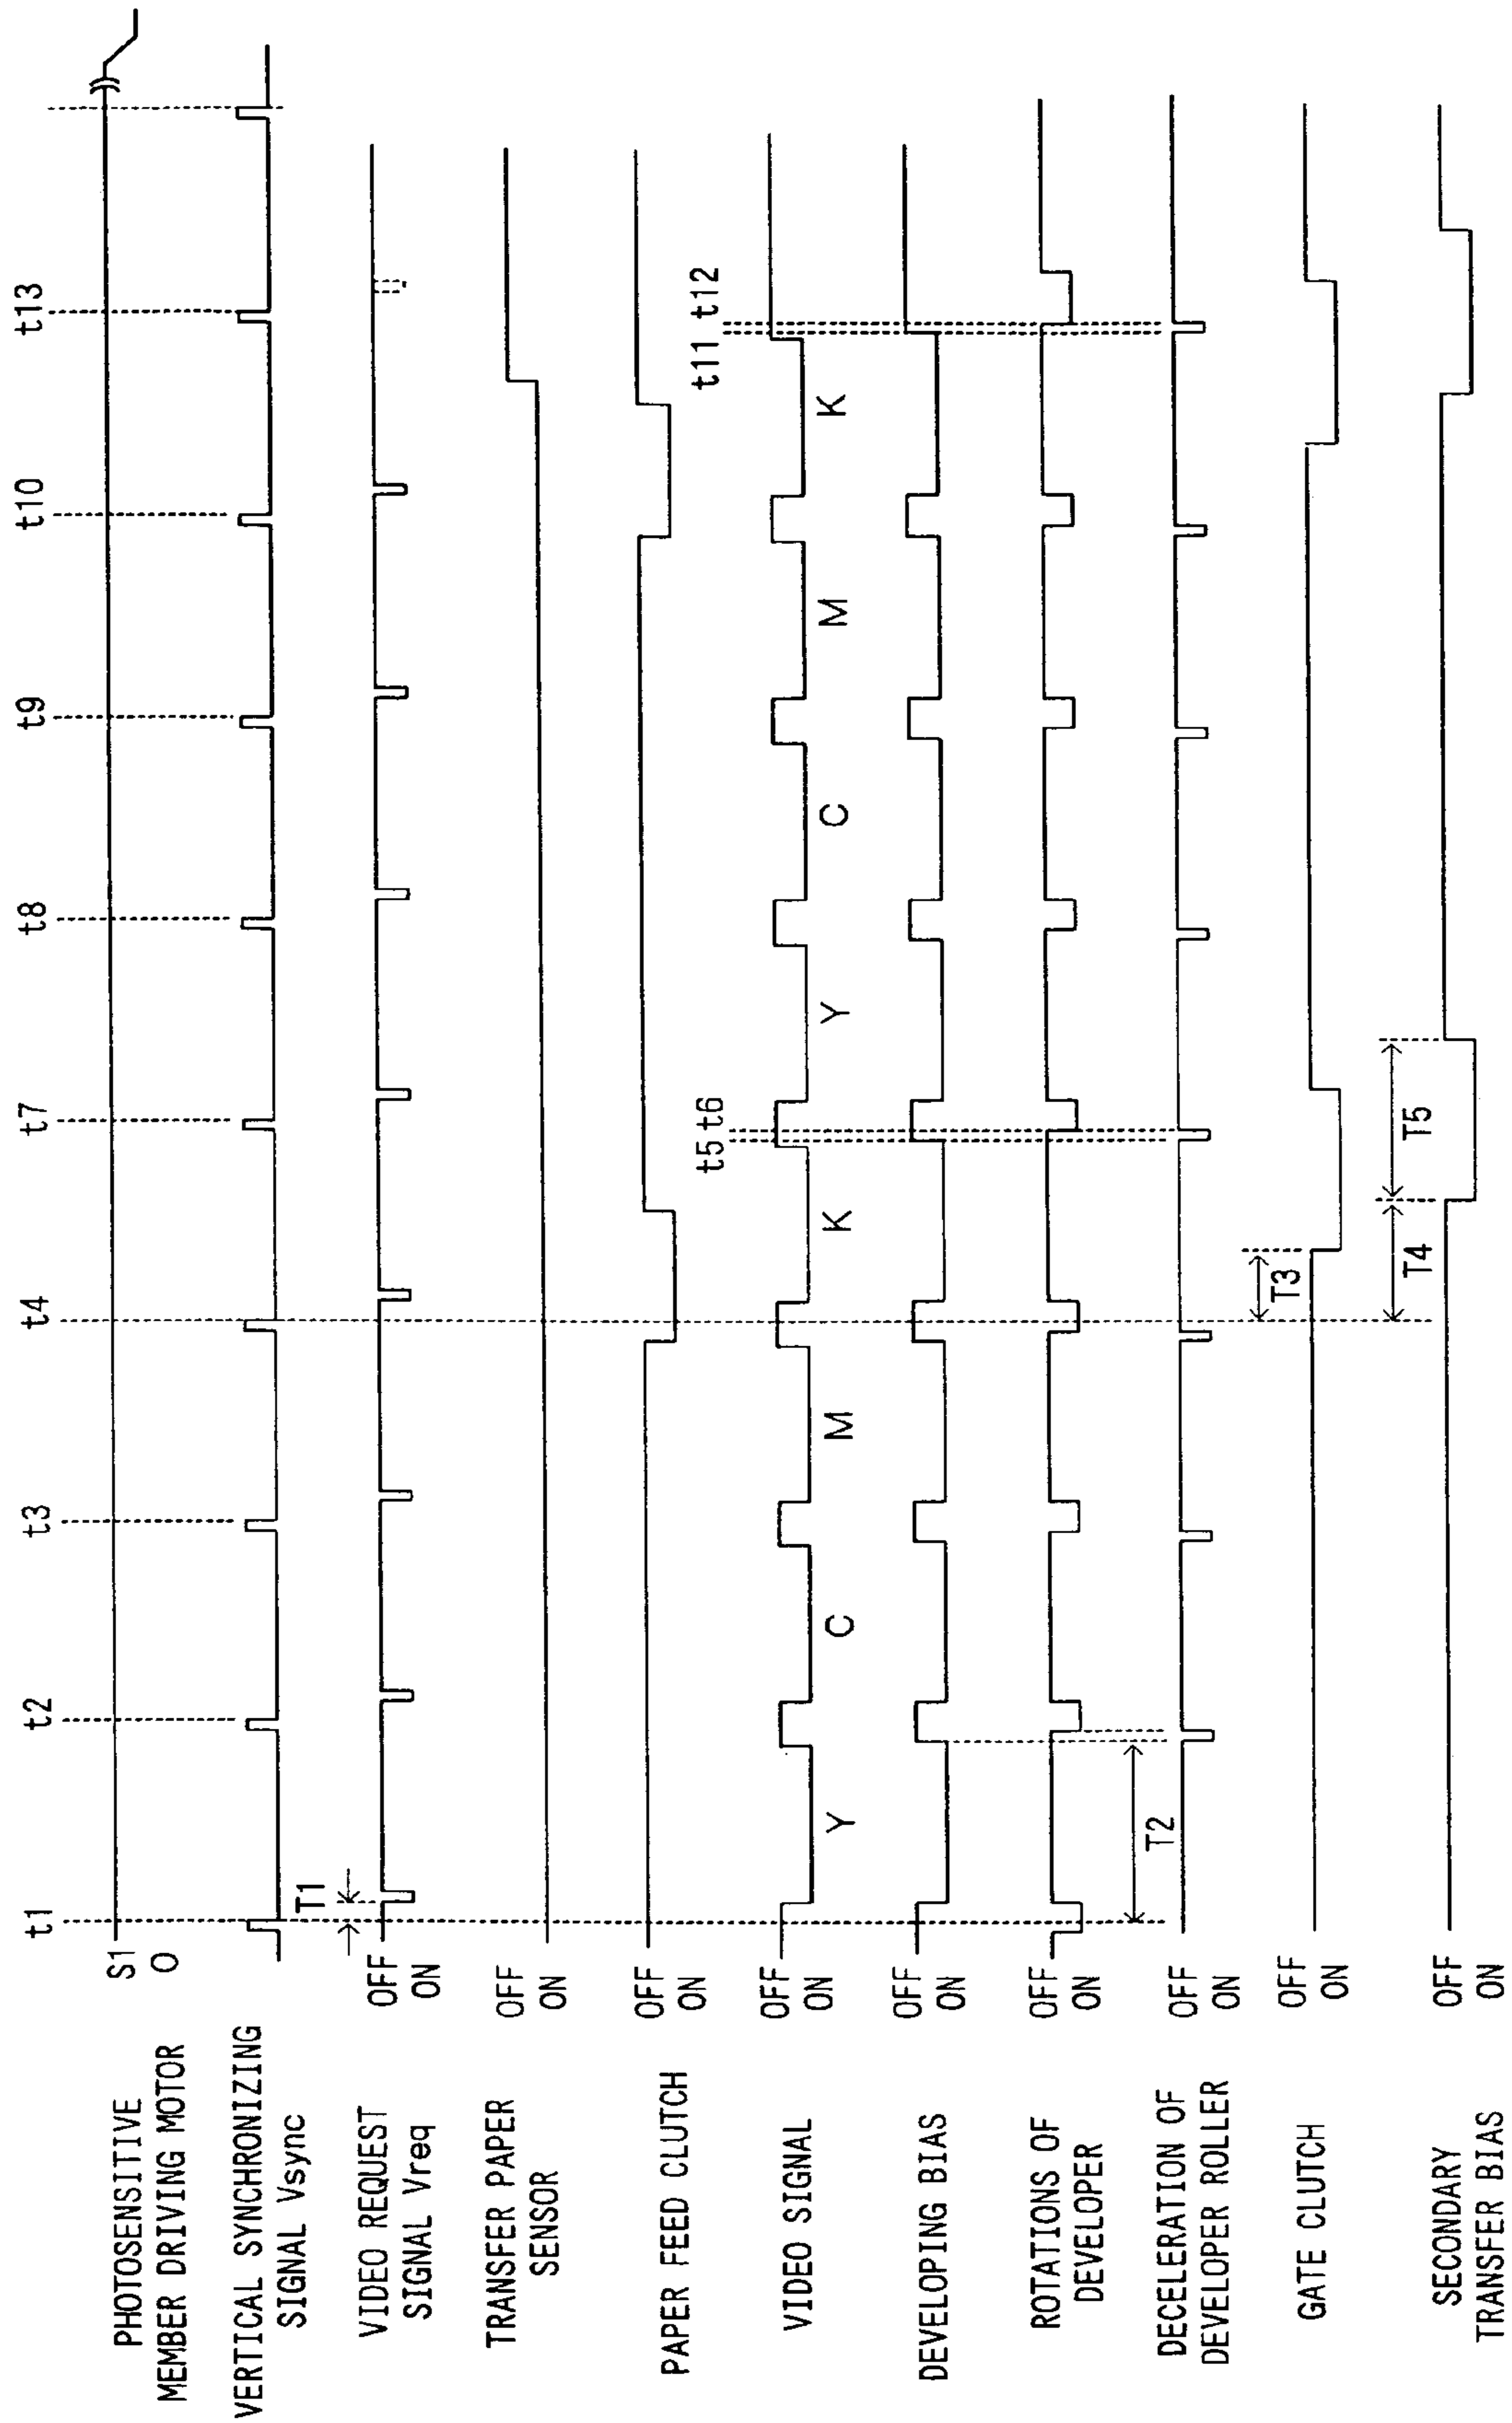 t1 t2 t3 t4 t7 t8 t9 t10 t13
PHOTOSENSITIVE
MEMBER DRIVING MOTOR
S1
0
VERTICAL SYNCHRONIZING
SIGNAL Vsync
T1
VIDEO REQUEST
SIGNAL Vreq
OFF
ON
TRANSFER PAPER
SENSOR
OFF
ON
PAPER FEED CLUTCH
OFF
ON
t5 t6 t11 t12
VIDEO SIGNAL
OFF
ON
Y C M K Y C M K
DEVELOPING BIAS
OFF
ON
ROTATIONS OF
DEVELOPER
OFF
ON
T2
DECELERATION OF
DEVELOPER ROLLER
OFF
ON
T3
GATE CLUTCH
OFF
ON
T4 T5
SECONDARY
TRANSFER BIAS
OFF
ON